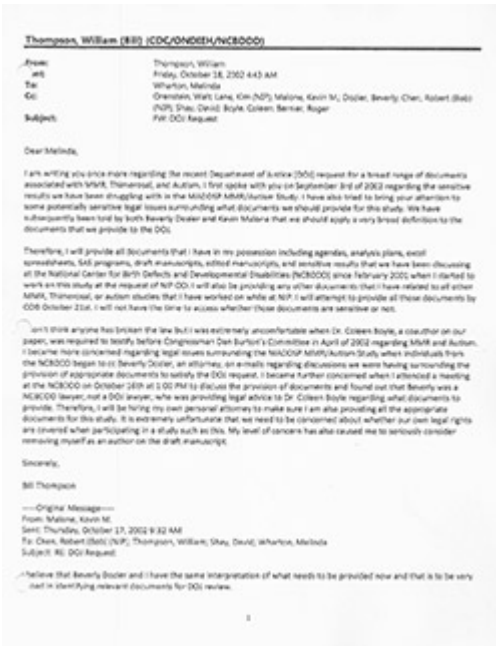 Thompson, William (Bill) (CDC/ONDIEH/NCBDDD)
From: Thompson, William
Friday, October 18, 2002 4:43 AM
To: Wharton, Melinda
Cc: Orenstein, Walt; Lane, Kim (NIP); Malone, Kevin M.; Dozier, Beverly; Chen, Robert (Bob)
(NIP); Shay, David; Boyle, Coleen; Bernier, Roger
Subject: FW: DOJ Request
Dear Melinda,
I am writing you once more regarding the recent Department of Justice (DOJ) request for a broad range of documents
associated with MMR, Thimerosal, and Autism. I first spoke with you on September 3rd of 2002 regarding the sensitive
results we have been struggling with in the MADDSP MMR/Autism Study. I have also tried to bring your attention to
some potentially sensitive legal issues surrounding what documents we should provide for this study. We have
subsequently been told by both Beverly Dozier and Kevin Malone that we should apply a very broad definition to the
documents that we provide to the DOJ.
Therefore, I will provide all documents that I have in my possession including agendas, analysis plans, excel
spreadsheets, SAS programs, draft manuscripts, edited manuscripts, and sensitive results that we have been discussing
at the National Center for Birth Defects and Developmental Disabilities (NCBDDD) since February 2001 when I started to
work on this study at the request of NIP OD. I will also be providing any other documents that I have related to all other
MMR, Thimerosal, or autism studies that I have worked on while at NIP. I will attempt to provide all those documents by
COB October 21st. I will not have the time to access whether those documents are sensitive or not.
don't think anyone has broken the law but I was extremely uncomfortable when Dr. Coleen Boyle, a coauthor on our
paper, was required to testify before Congressman Dan Burton's Committee in April of 2002 regarding MMR and Autism.
I became more concerned regarding legal issues surrounding the MADDSP MMR/Autism Study when individuals from
the NCBDDD began to cc Beverly Dozier, an attorney, on e-mails regarding discussions we were having surrounding the
provision of appropriate documents to satisfy the DOJ request. I became further concerned when I attended a meeting
at the NCBDDD on October 16th at 1:00 PM to discuss the provision of documents and found out that Beverly was a
NCBDDD lawyer, not a DOJ lawyer, who was providing legal advice to Dr. Coleen Boyle regarding what documents to
provide. Therefore, I will be hiring my own personal attorney to make sure I am also providing all the appropriate
documents for this study. It is extremely unfortunate that we need to be concerned about whether our own legal rights
are covered when participating in a study such as this. My level of concern has also caused me to seriously consider
removing myself as an author on the draft manuscript.
Sincerely,
Bill Thompson
-----Original Message-----
From: Malone, Kevin M.
Sent: Thursday, October 17, 2002 9:32 AM
To: Chen, Robert (Bob) (NIP); Thompson, William; Shay, David; Wharton, Melinda
Subject: RE: DOJ Request
believe that Beverly Dozier and I have the same interpretation of what needs to be provided now and that is to be very
in identifying relevant documents for DOJ review.
1